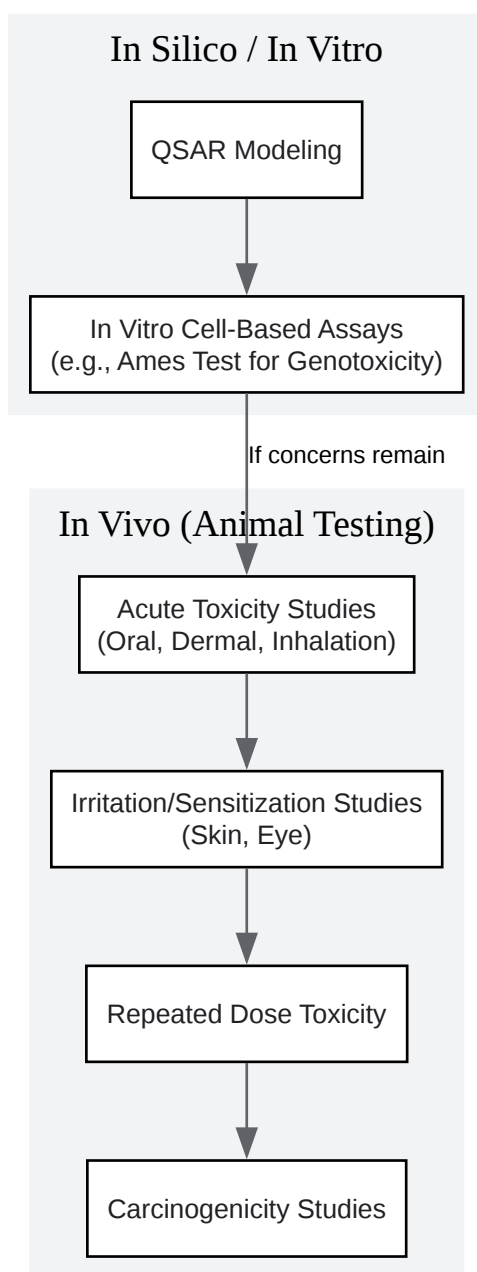 In Silico / In Vitro
QSAR Modeling
In Vitro Cell-Based Assays
(e.g., Ames Test for Genotoxicity)
If concerns remain
In Vivo (Animal Testing)
Acute Toxicity Studies
(Oral, Dermal, Inhalation)
Irritation/Sensitization Studies
(Skin, Eye)
Repeated Dose Toxicity
Carcinogenicity Studies